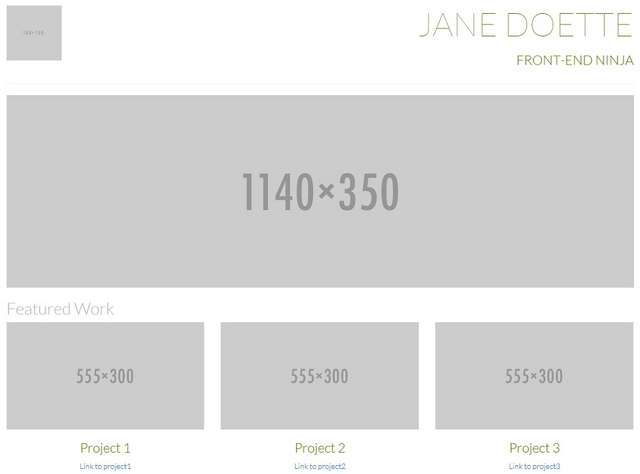 JANE DOETTE
FRONT-END NINJA
1140×350
Featured Work
555×300
555×300
555×300
Project 1
Project 2
Project 3
Link to project1
Link to project2
Link to project3